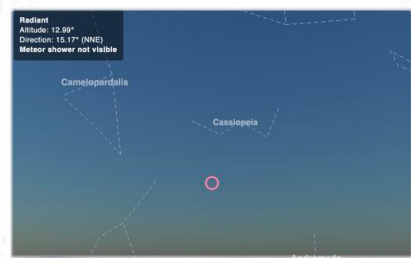 Radiant
Altitude: 12.99°
Direction: 15.17° (NNE)
Meteor shower not visible
Camelopardalis
Cassiopeia